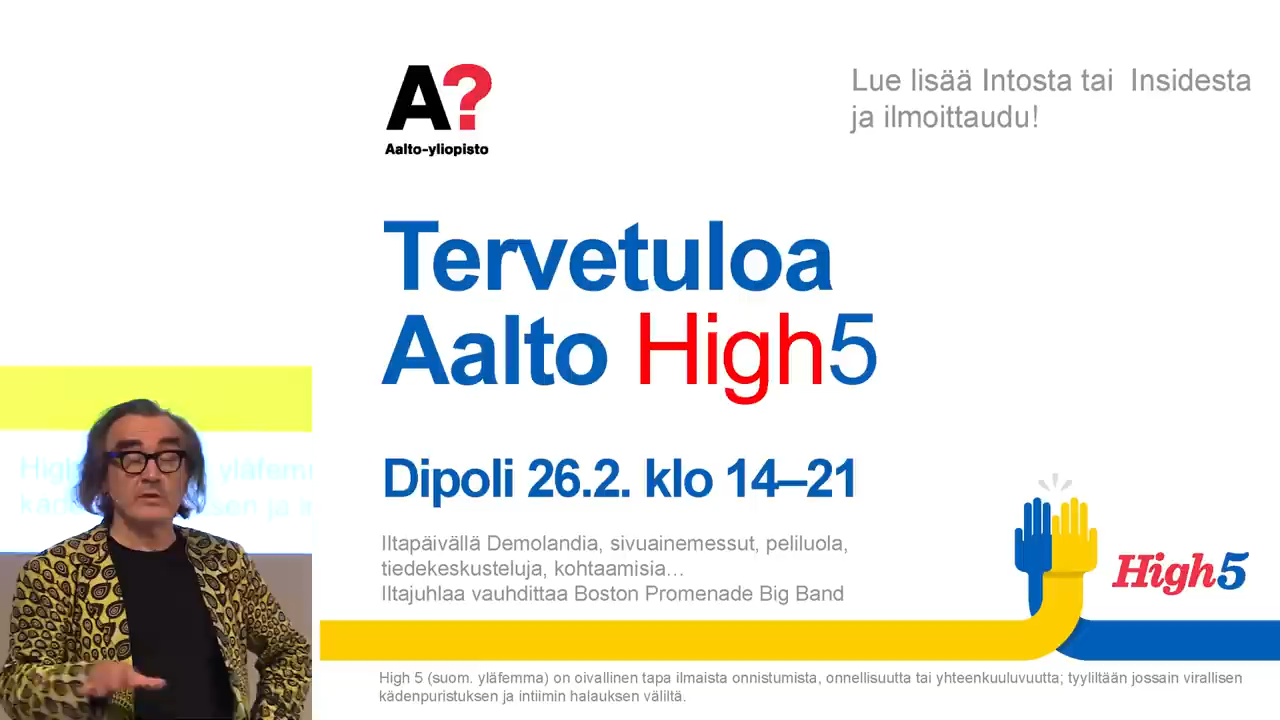 A?
Aalto-yliopisto
Lue lisää Intosta tai Insidesta
ja ilmoittaudu!
Tervetuloa
Aalto High5
Dipoli 26.2. klo 14–21
Iltapäivällä Demolandia, sivuainemessut, peliluola,
tiedekeskusteluja, kohtaamisia...
Iltajuhlaa vauhdittaa Boston Promenade Big Band
High5
High 5 (suom. yläfemma) on oivallinen tapa ilmaista onnistumista, onnellisuutta tai yhteenkuuluvuutta; tyyliltään jossain virallisen
kädenpuristuksen ja intiimin halauksen väliltä.